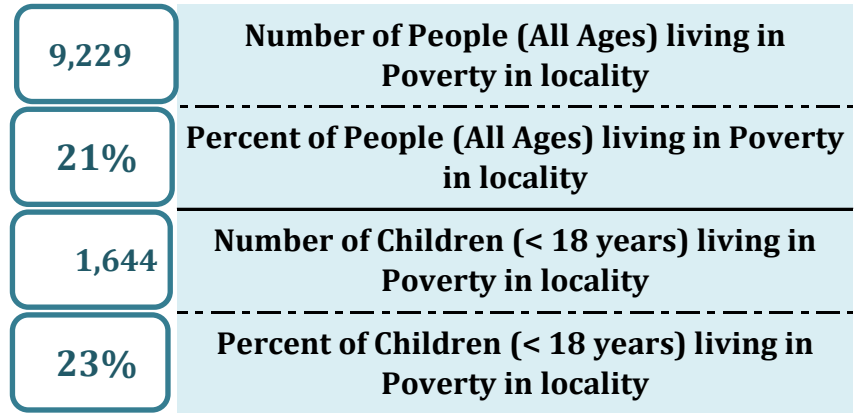 9,229
Number of People (All Ages) living in
Poverty in locality
21%
Percent of People (All Ages) living in Poverty
in locality
1,644
Number of Children (< 18 years) living in
Poverty in locality
23%
Percent of Children (< 18 years) living in
Poverty in locality